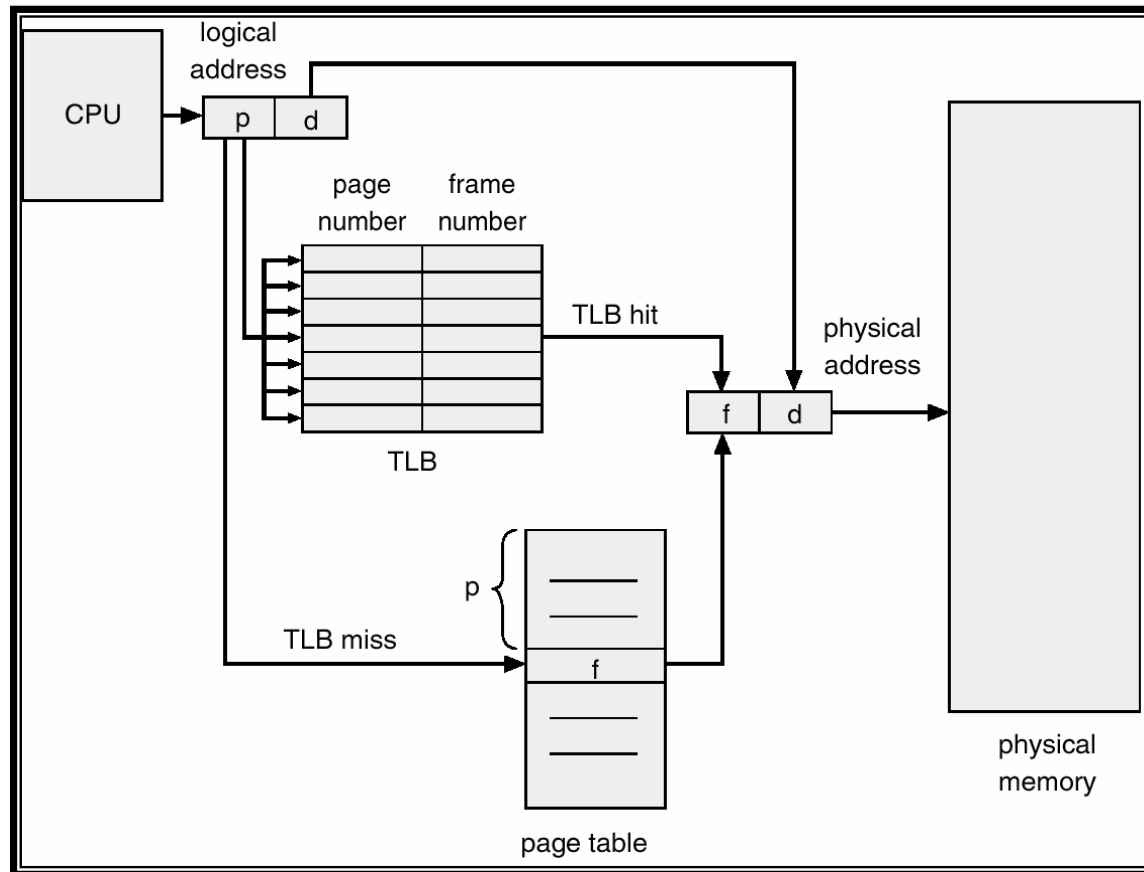 logical
address
CPU
p d
page frame
number number
TLB hit
physical
address
f d
TLB
p
TLB miss
f
physical
memory
page table